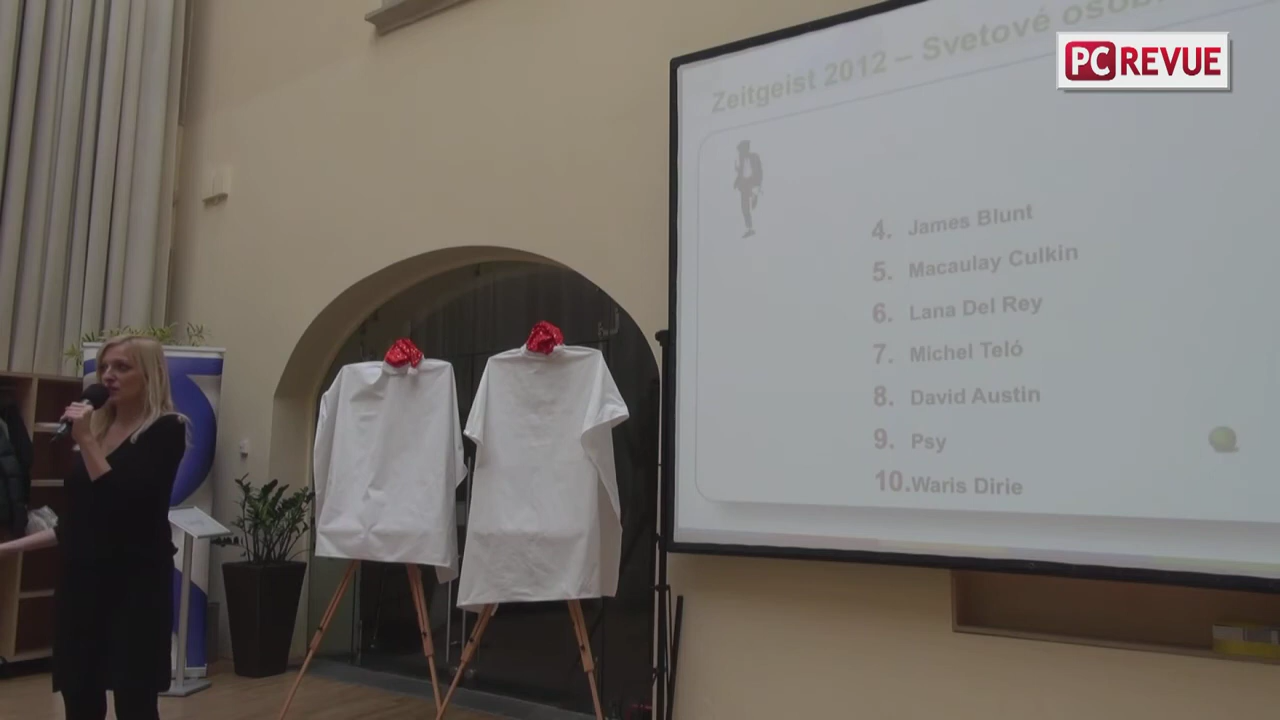 PC REVUE
Zeitgeist 2012 – Svetové
4. James Blunt
5. Macaulay Culkin
6. Lana Del Rey
7. Michel Teló
8. David Austin
9. Psy
10.Waris Dirie